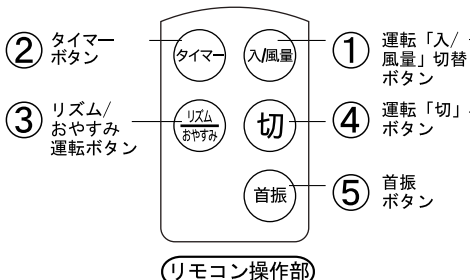 ② タイマー
ボタン
③ リズム/
おやすみ
運転ボタン
タイマー
入/風量
リズム
おやすみ
切
首振
① 運転「入/
風量」切替
ボタン
④ 運転「切」
ボタン
⑤ 首振
ボタン
リモコン操作部